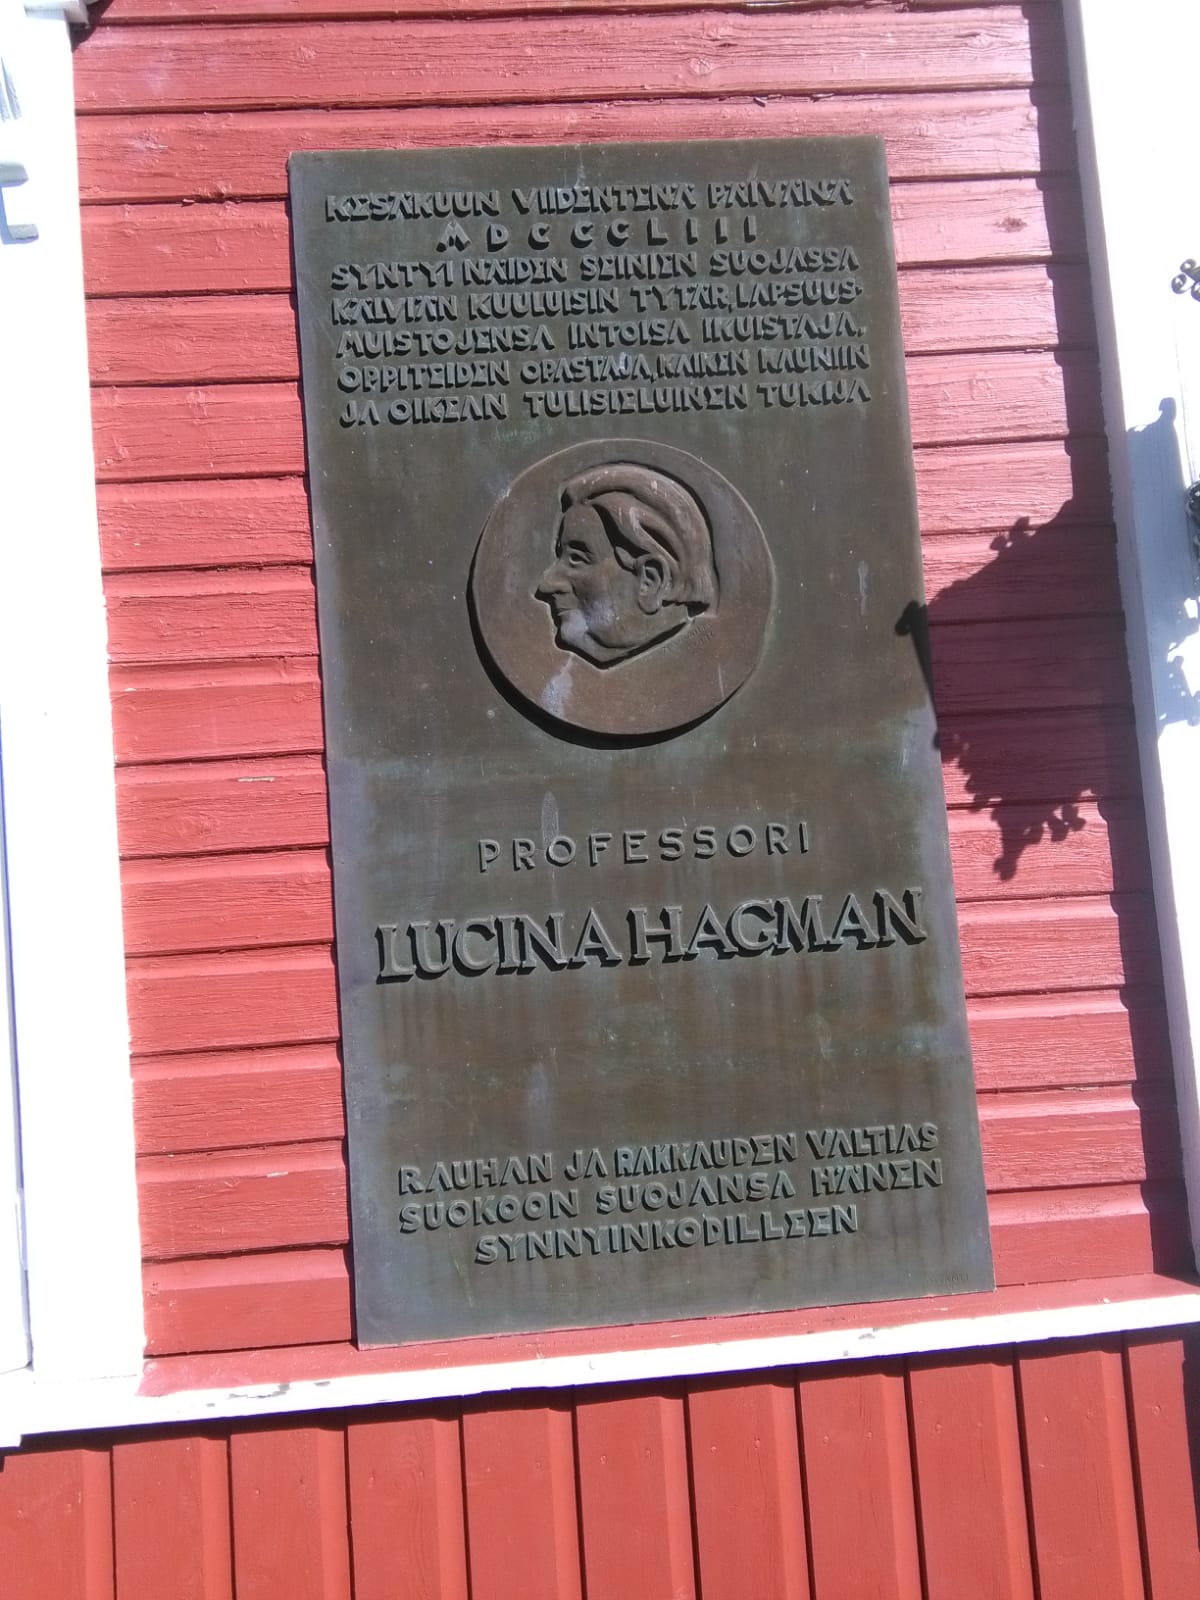 KESÄKUUN VIIDENTENÄ PÄIVÄNÄ
MDCCCLIII
SYNTYI NÄIDEN SEINIEN SUOJASSA
KÄLVIÄN KUULUISIN TYTÄR, LAPSUUS-
MUISTOJENSA INTOISA IKUISTAJA,
OPPITEIDEN OPASTAJA, KAIKEN KAUNIIN
JA OIKEAN TULISIELUINEN TUKIJA
PROFESSORI
LUCINA HAGMAN
RAUHAN JA RAKKAUDEN VALTIAS
SUOKOON SUOJANSA HÄNEN
SYNNYINKODILLEEN